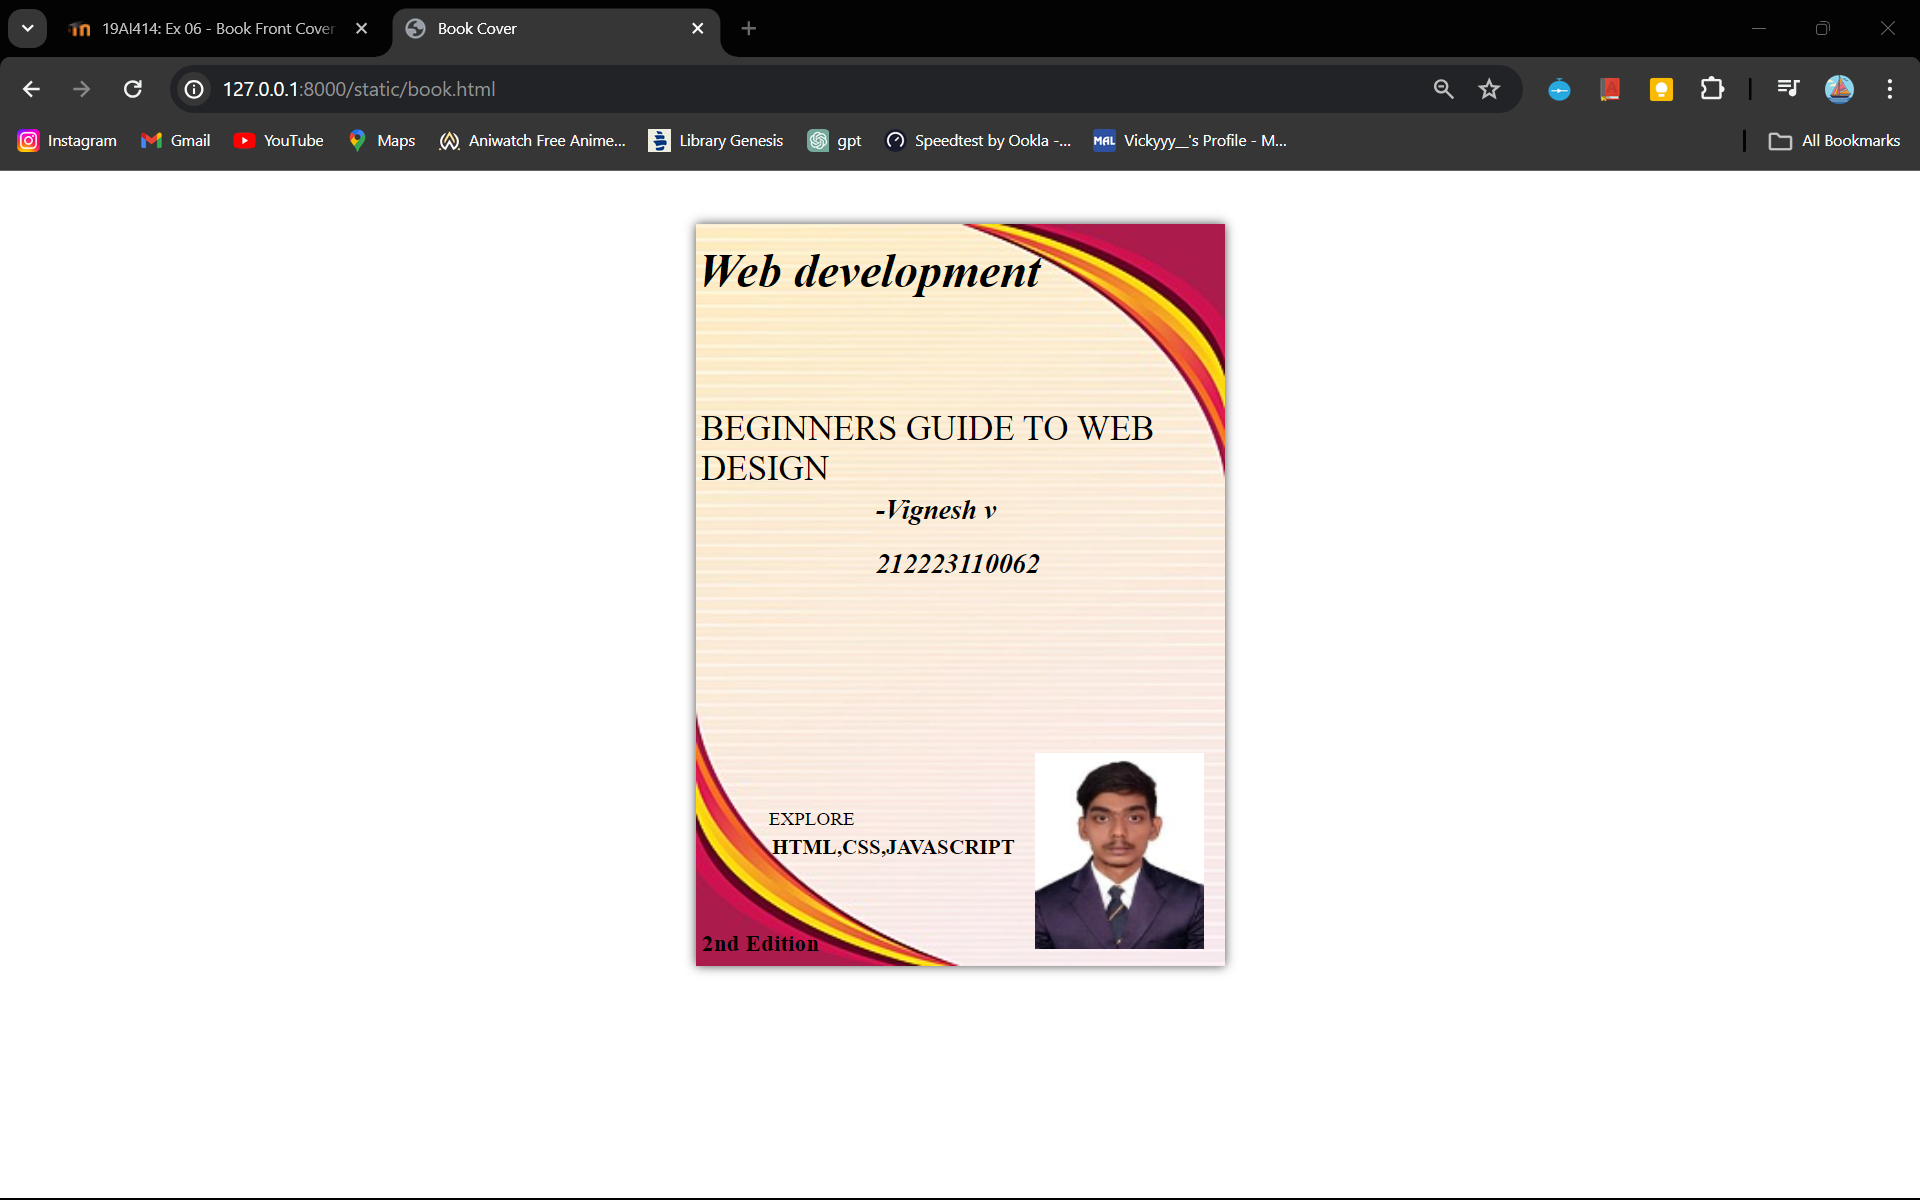 19AI414: Ex 06 - Book Front Cover
Book Cover
127.0.0.1:8000/static/book.html
Instagram
Gmail
YouTube
Maps
Aniwatch Free Anime...
Library Genesis
gpt
Speedtest by Ookla -...
MAL
Vickyyy__'s Profile - M...
All Bookmarks
Web development
BEGINNERS GUIDE TO WEB
DESIGN
-Vignesh v
212223110062
EXPLORE
HTML,CSS,JAVASCRIPT
2nd Edition